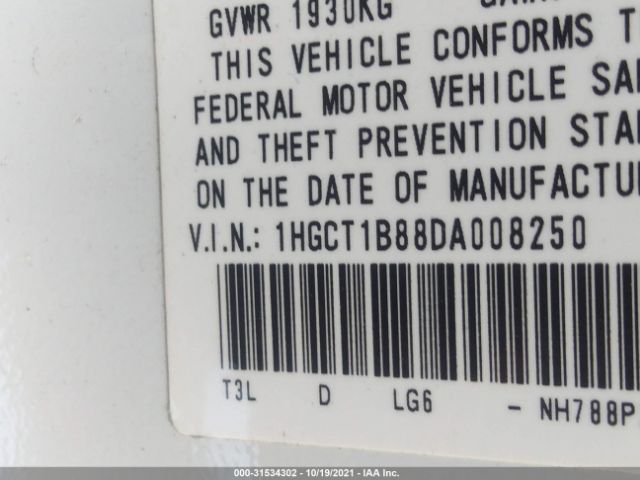 GVWR 1930KG
THIS VEHICLE CONFORMS
FEDERAL MOTOR VEHICLE
AND THEFT PREVENTION
ON THE DATE OF
V.I.N.: 1HGCT1B88DA008250
T3L D LG6 - NH788P
000-31534302 - 10/19/2021 - IAA Inc.